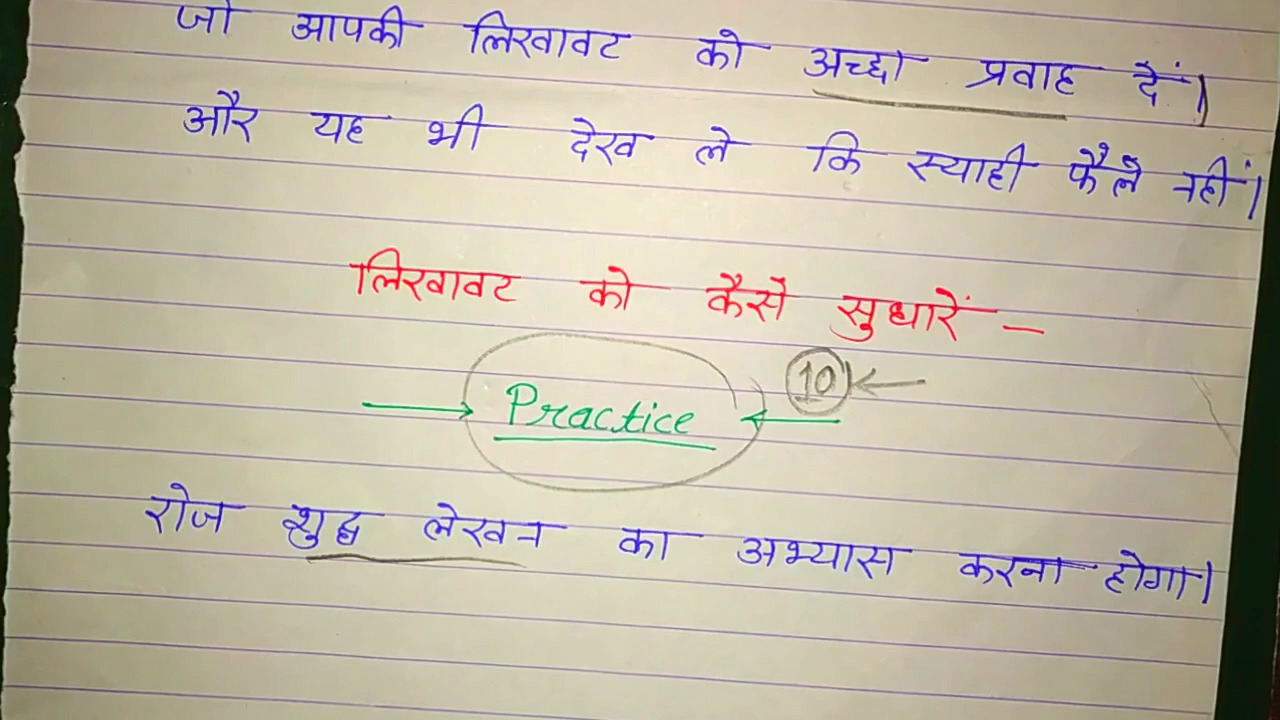 जो आपकी लिखावट को अच्छा प्रवाह दें।
और यह भी देख ले कि स्याही फैले नहीं।
लिखावट को कैसे सुधारें -
10
Practice
रोज शुद्ध लेखन का अभ्यास करना होगा।